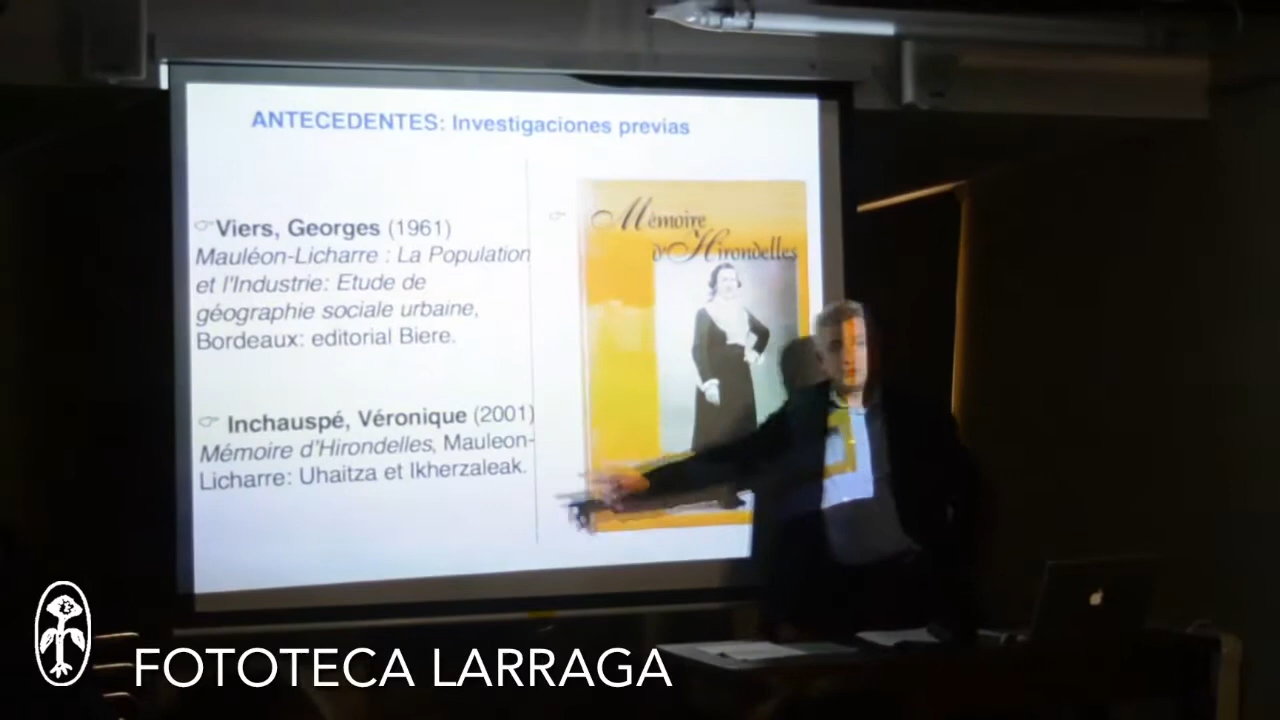 ANTECEDENTES: Investigaciones previas
Viers, Georges (1961)
Mauléon-Licharre : La Population
et l'Industrie: Etude de
géographie sociale urbaine,
Bordeaux: editorial Biere.
Inchauspé, Véronique (2001)
Mémoire d'Hirondelles, Mauleon-
Licharre: Uhaitza et Ikherzaleak.
Mémoire
d'Hirondelles
FOTOTECA LARRAGA